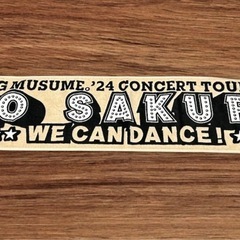 G MUSUME。'24 CONCERT TOUR
O SAKUR
★ WE CAN DANCE! ★